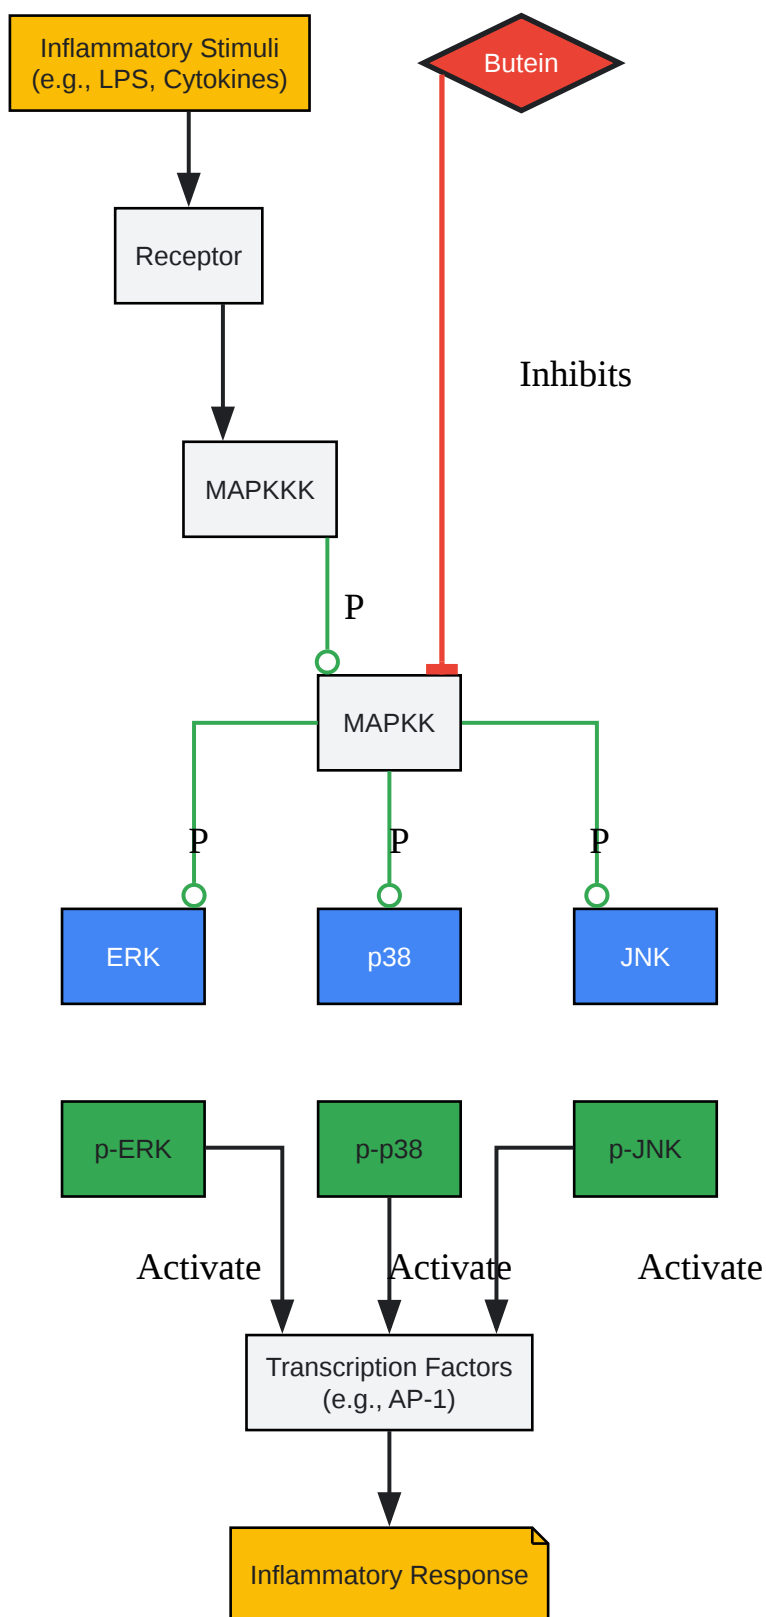 Inflammatory Stimuli
(e.g., LPS, Cytokines)
Butein
Receptor
Inhibits
MAPKKK
P
MAPKK
P
P
P
ERK
p38
JNK
p-ERK
p-p38
p-JNK
Activate
Activate
Activate
Transcription Factors
(e.g., AP-1)
Inflammatory Response